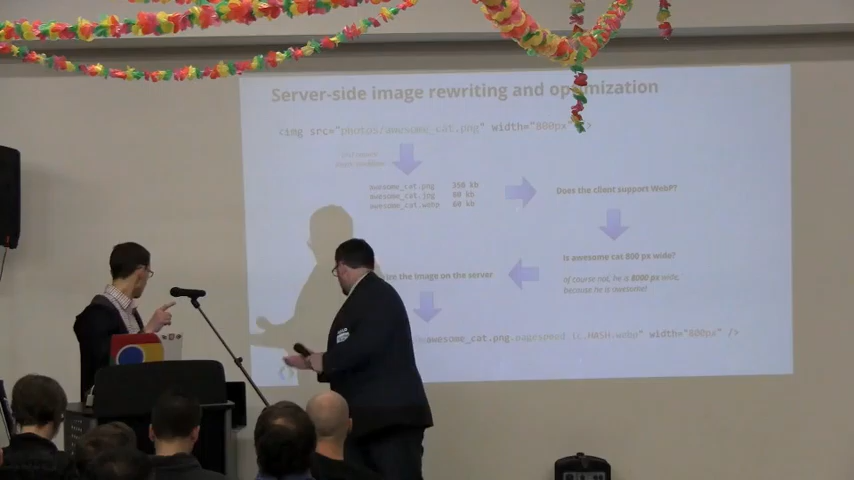 Server-side image rewriting and optimization
<img src="photos/awesome_cat.png" width="800px" />
awesome_cat.png 350 kb
awesome_cat.jpg 80 kb
awesome_cat.webp 60 kb
Does the client support WebP?
Is awesome cat 800 px wide?
of course not, he is 8000 px wide,
because he is awesome!
the image on the server
awesome_cat.png.pagespeed.ic.HASH.webp" width="800px" />